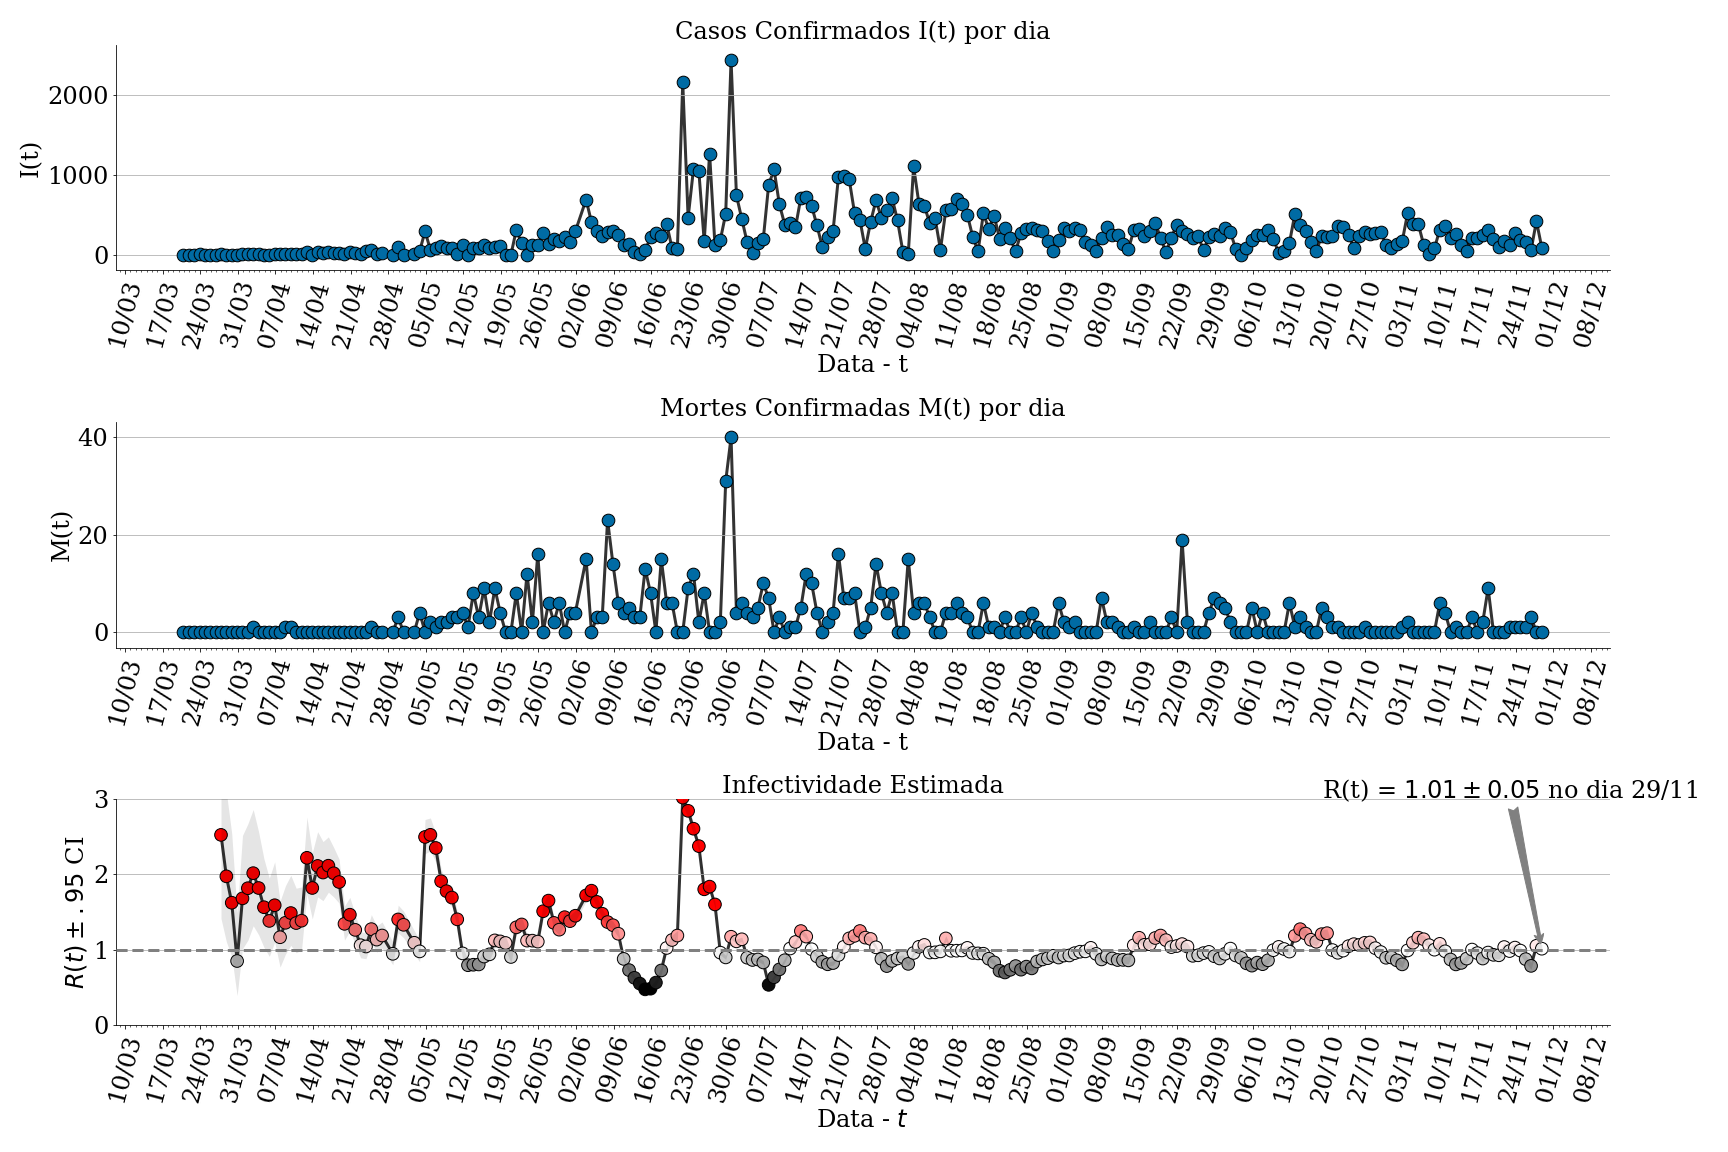 Casos Confirmados I(t) por dia
2000
1000
0
I(t)
10/03 17/03 24/03 31/03 07/04 14/04 21/04 28/04 05/05 12/05 19/05 26/05 02/06 09/06 16/06 23/06 30/06 07/07 14/07 21/07 28/07 04/08 11/08 18/08 25/08 01/09 08/09 15/09 22/09 29/09 06/10 13/10 20/10 27/10 03/11 10/11 17/11 24/11 01/12 08/12
Data - t
Mortes Confirmadas M(t) por dia
40
20
0
M(t)
10/03 17/03 24/03 31/03 07/04 14/04 21/04 28/04 05/05 12/05 19/05 26/05 02/06 09/06 16/06 23/06 30/06 07/07 14/07 21/07 28/07 04/08 11/08 18/08 25/08 01/09 08/09 15/09 22/09 29/09 06/10 13/10 20/10 27/10 03/11 10/11 17/11 24/11 01/12 08/12
Data - t
Infectividade Estimada
R(t) = 1.01 ± 0.05 no dia 29/11
3
2
1
0
R(t) ± .95 CI
10/03 17/03 24/03 31/03 07/04 14/04 21/04 28/04 05/05 12/05 19/05 26/05 02/06 09/06 16/06 23/06 30/06 07/07 14/07 21/07 28/07 04/08 11/08 18/08 25/08 01/09 08/09 15/09 22/09 29/09 06/10 13/10 20/10 27/10 03/11 10/11 17/11 24/11 01/12 08/12
Data - t